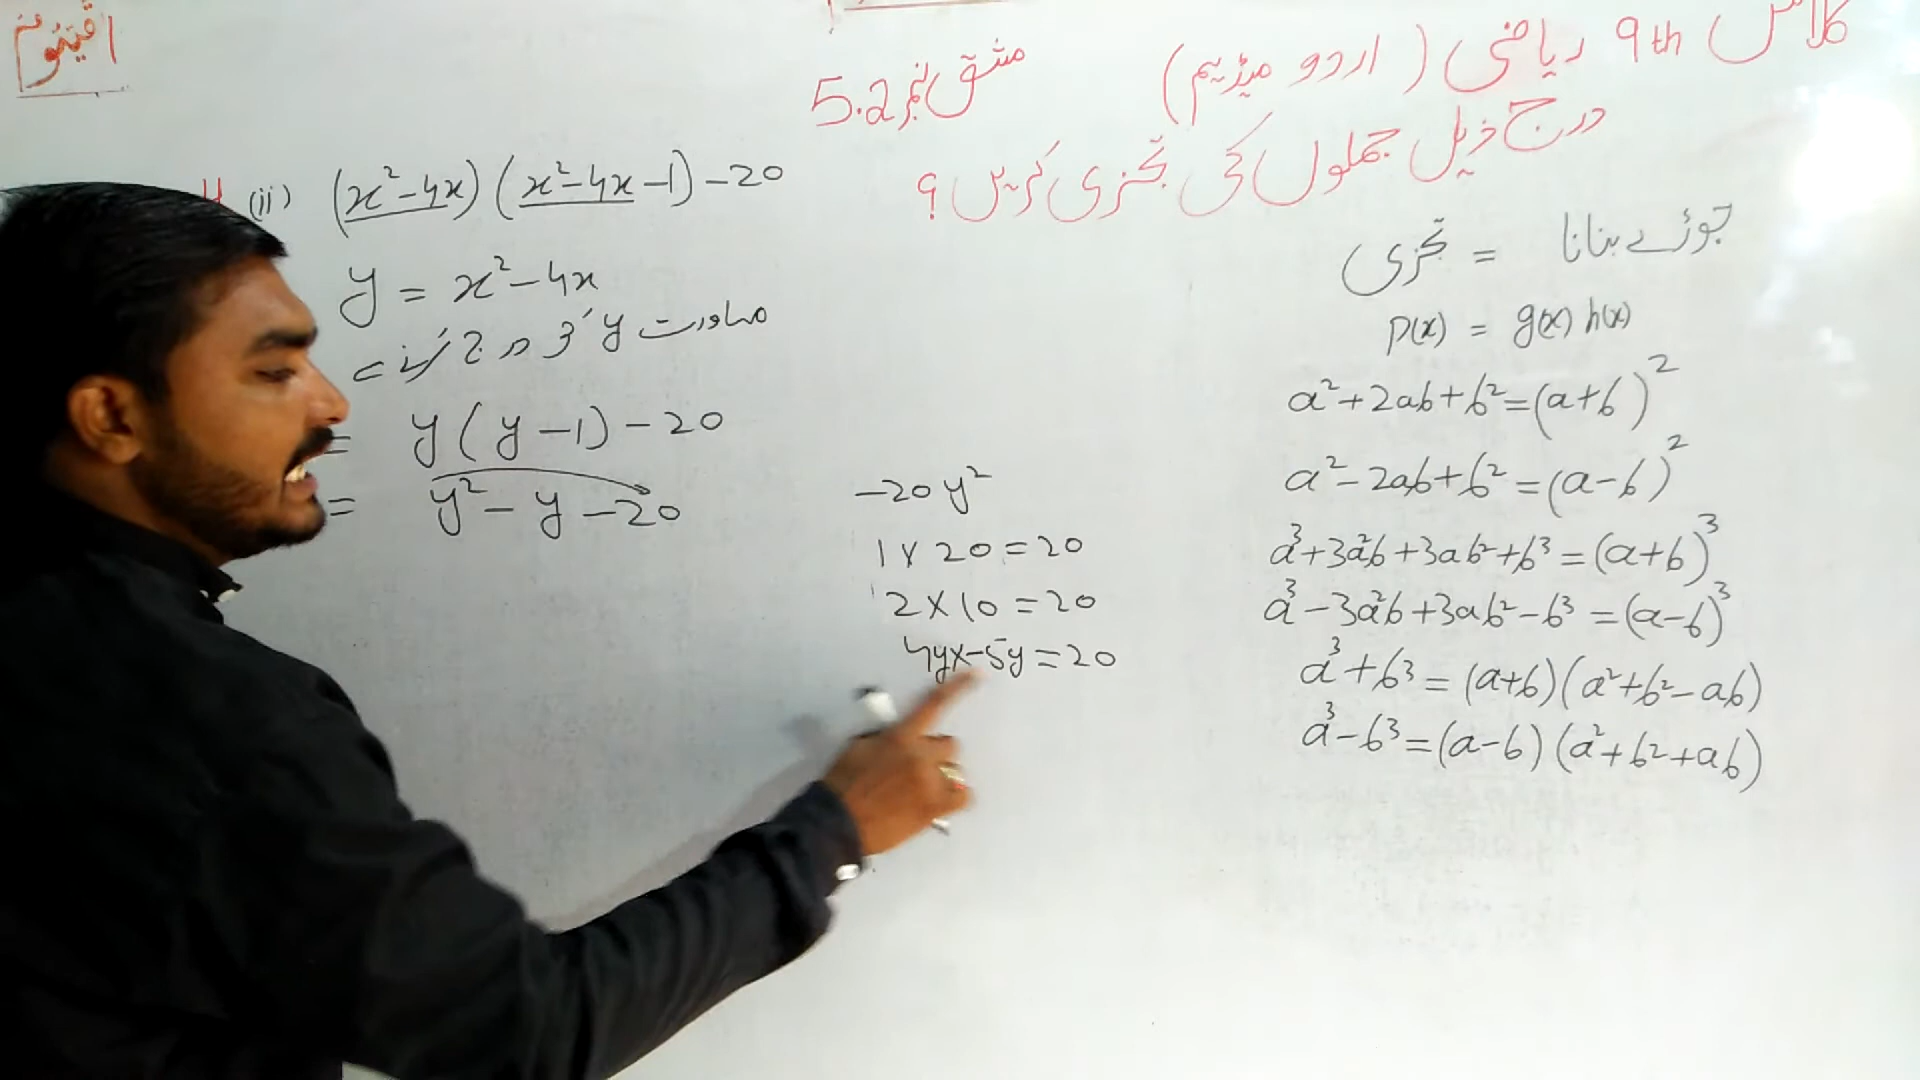 کلاس 9th ریاضی ( اردو میڈیم)
مشق نمبر 5.2
درج ذیل جملوں کی تجزی کریں ؟
(ii) (x²-4x) (x²-4x-1) -20
y = x²-4x
y
= y (y-1) -20
= y² - y -20
-20y²
1 x 20 = 20
2 x 10 = 20
4yx-5y = 20
جوڑے بنانا = تجزی
p(x) = g(x) h(x)
a²+2ab+b²=(a+b)²
a²-2ab+b²=(a-b)²
a³+3a²b+3ab²+b³=(a+b)³
a³-3a²b+3ab²-b³=(a-b)³
a³+b³=(a+b)(a²+b²-ab)
a³-b³=(a-b)(a²+b²+ab)